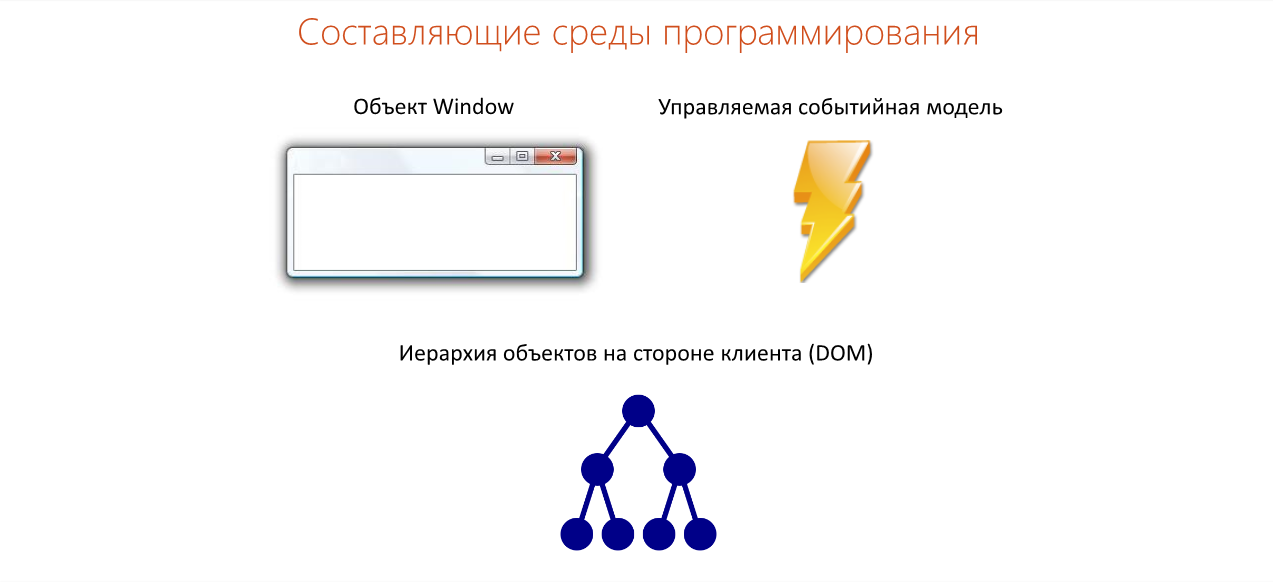 Составляющие среды программирования
Объект Window
Управляемая событийная модель
Иерархия объектов на стороне клиента (DOM)